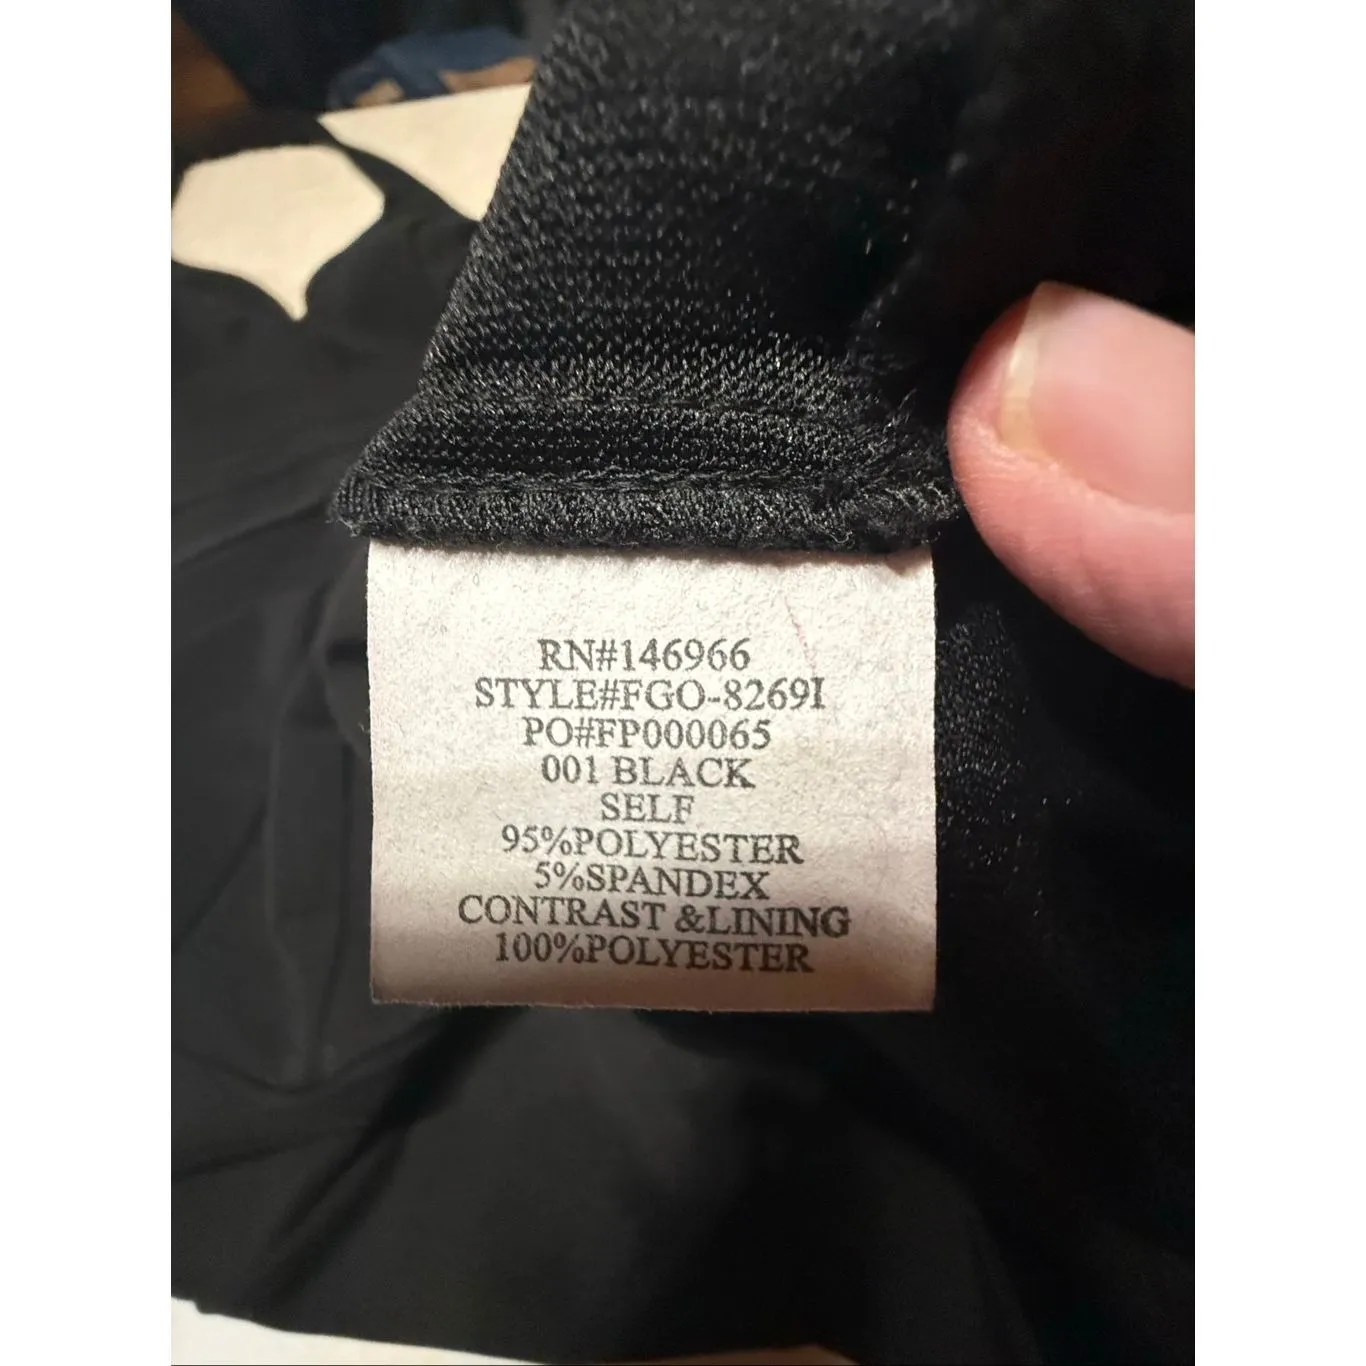 RN#146966
STYLE#FGO-8269I
PO#FP000065
001 BLACK
SELF
95%POLYESTER
5%SPANDEX
CONTRAST &LINING
100%POLYESTER